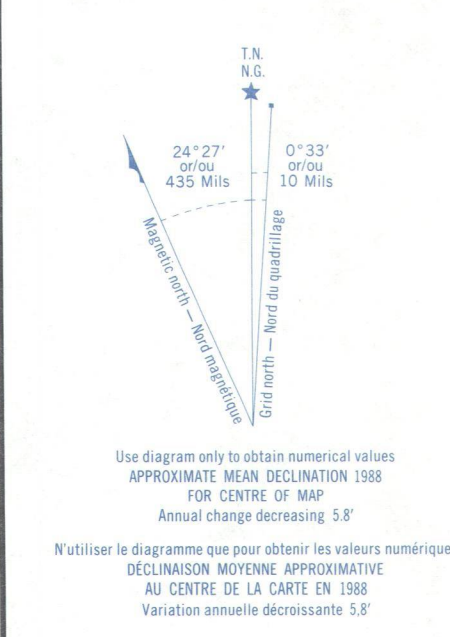 T.N.
N.G.
24°27′
or/ou
435 Mils
0°33′
or/ou
10 Mils
Magnetic north — Nord magnétique
Grid north — Nord du quadrillage
Use diagram only to obtain numerical values
APPROXIMATE MEAN DECLINATION 1988
FOR CENTRE OF MAP
Annual change decreasing 5.8′
N'utiliser le diagramme que pour obtenir les valeurs numérique
DÉCLINAISON MOYENNE APPROXIMATIVE
AU CENTRE DE LA CARTE EN 1988
Variation annuelle décroissante 5,8′